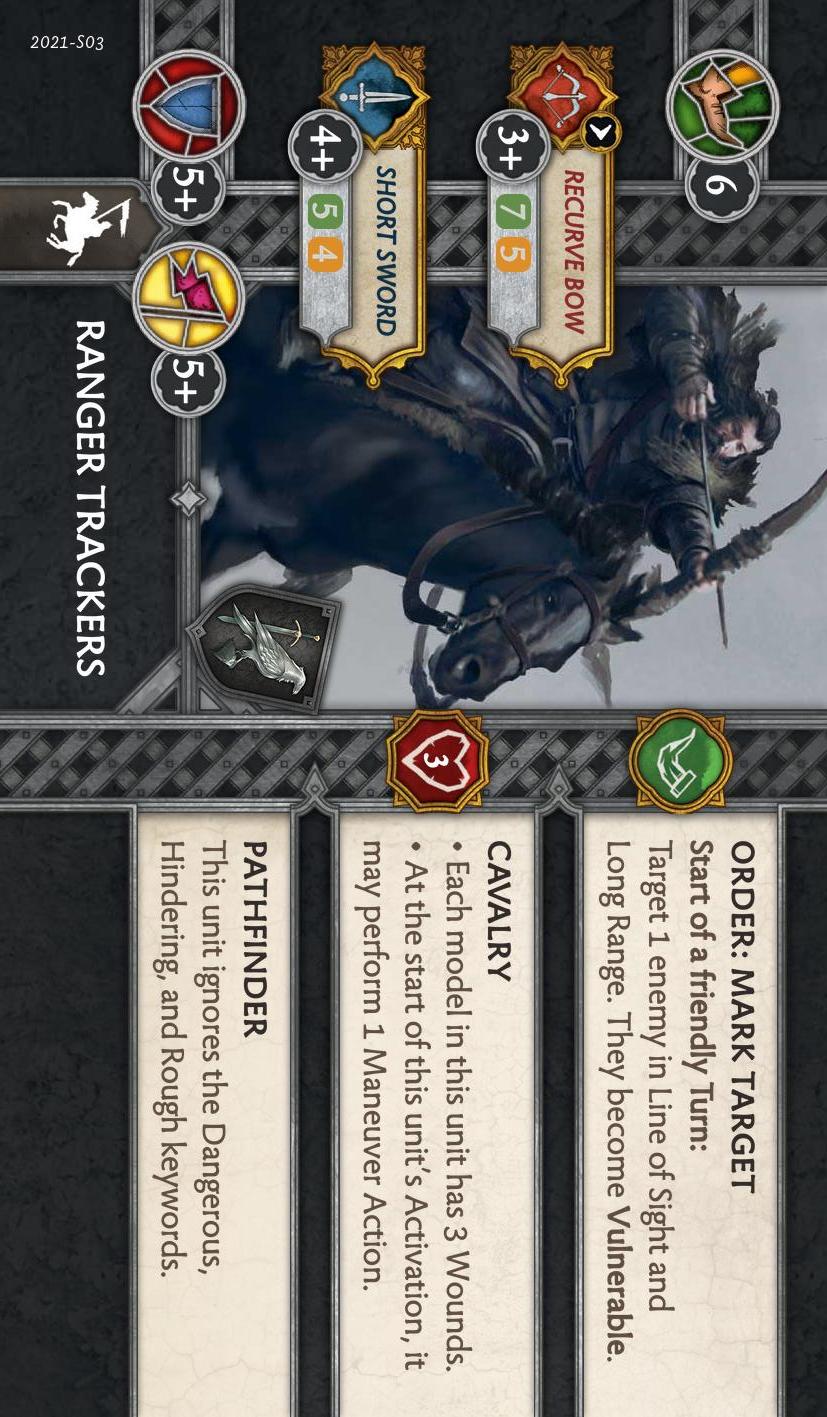 6
RECURVE BOW
3+
7 5
SHORT SWORD
4+
5 4
5+
5+
RANGER TRACKERS
ORDER: MARK TARGET
Start of a friendly Turn:
Target 1 enemy in Line of Sight and
Long Range. They become Vulnerable.
3
CAVALRY
• Each model in this unit has 3 Wounds.
• At the start of this unit's Activation, it
may perform 1 Maneuver Action.
PATHFINDER
This unit ignores the Dangerous,
Hindering, and Rough keywords.
2021-S03